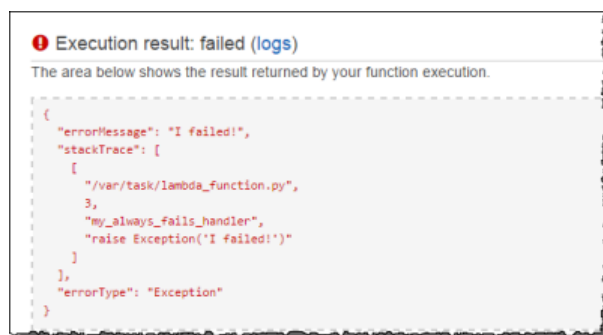 Execution result: failed (logs)
The area below shows the result returned by your function execution.
{
"errorMessage": "I failed!",
"stackTrace": [
[
"/var/task/lambda_function.py",
3,
"my_always_fails_handler",
"raise Exception('I failed!')"
]
],
"errorType": "Exception"
}